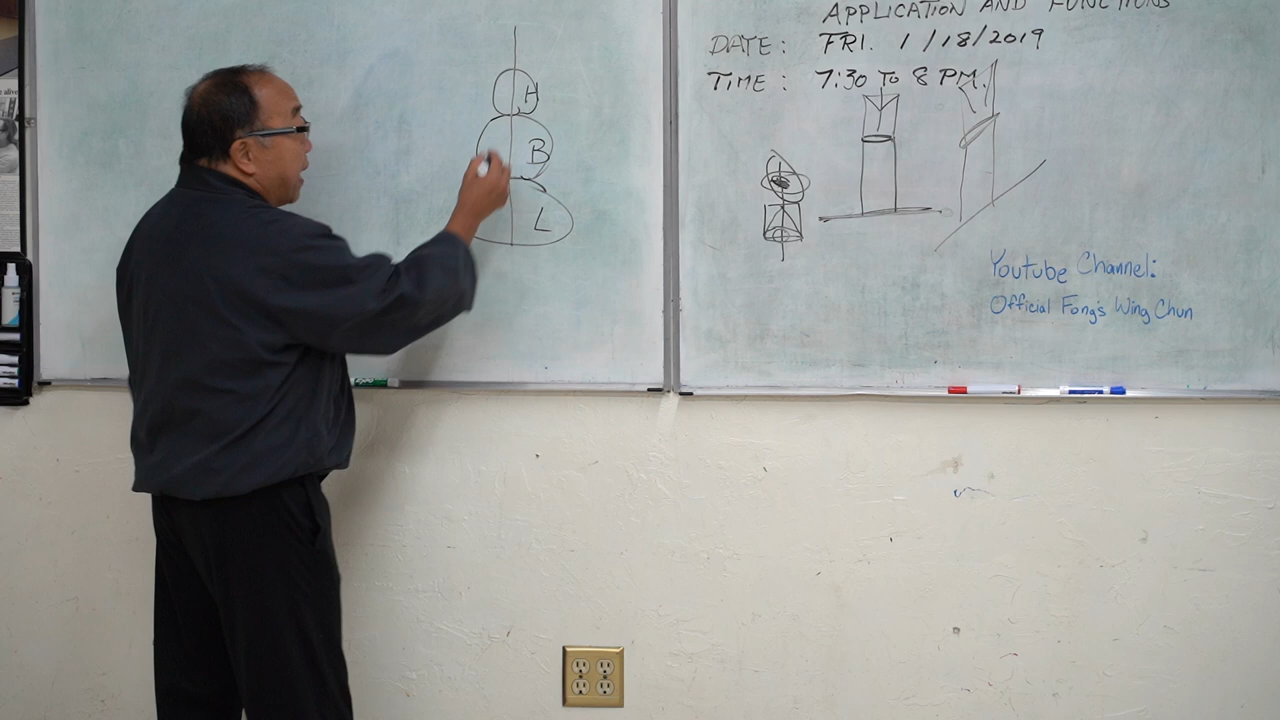 H
B
L
APPLICATION AND FUNCTIONS
DATE: FRI. 1/18/2019
TIME: 7:30 TO 8 PM.
Youtube Channel:
Official Fong's Wing Chun